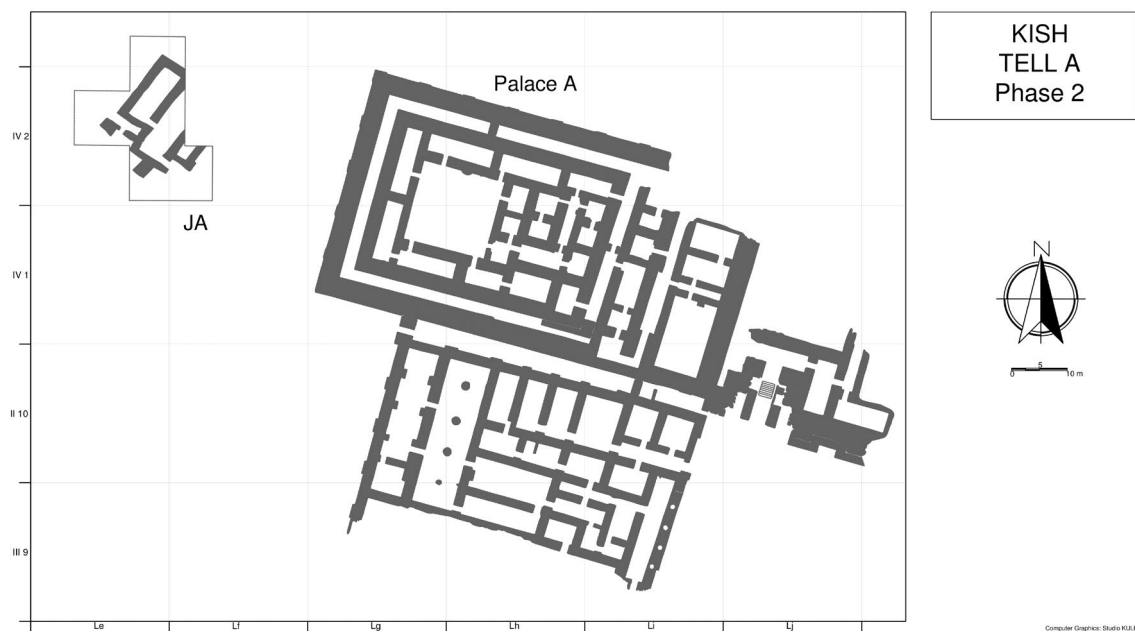 Palace A
JA
KISH
TELL A
Phase 2
N
5
0 10 m
IV 2
IV 1
II 10
III 9
Le Lf Lg Lh Li Lj
Computer Graphics: Studio